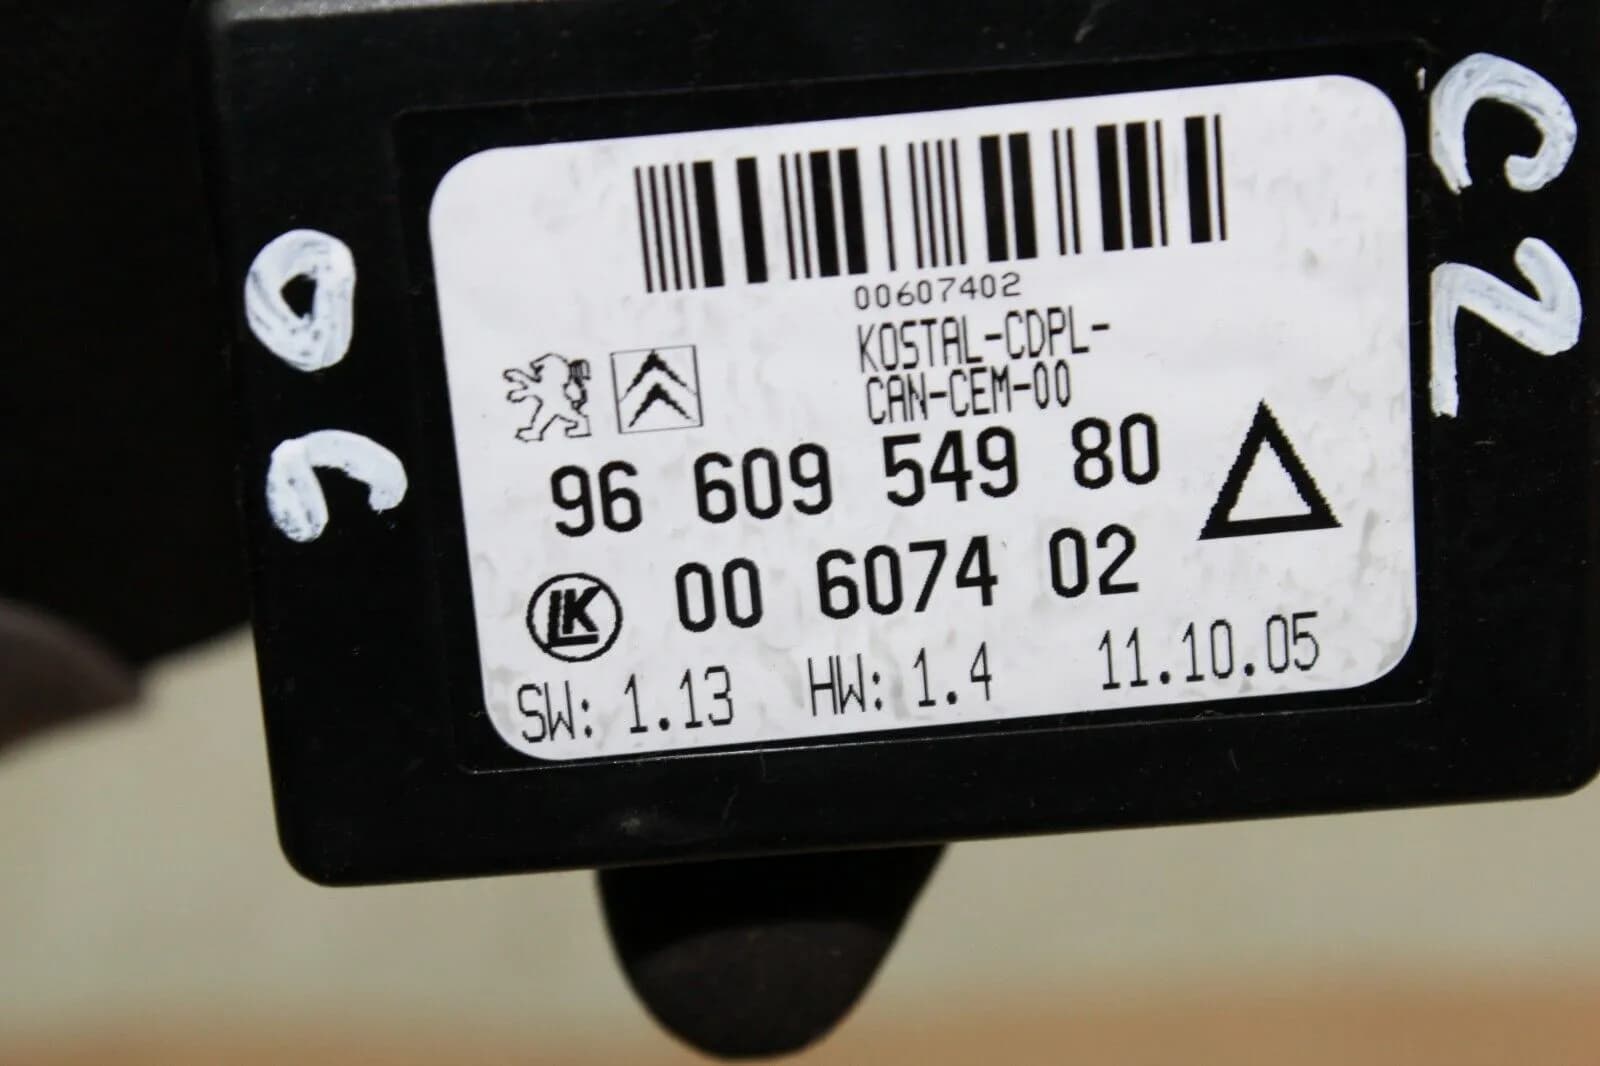 00607402
KOSTAL-CDPL-
CAN-CEM-00
96 609 549 80
LK 00 6074 02
SW: 1.13 HW: 1.4 11.10.05
C2
06